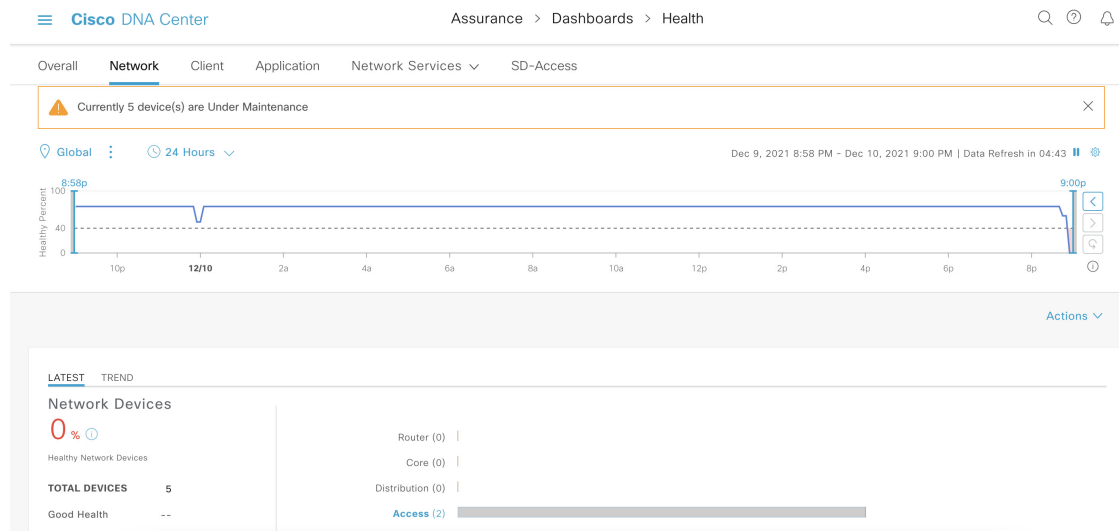 Cisco DNA Center
Assurance > Dashboards > Health
Overall Network Client Application Network Services SD-Access
Currently 5 device(s) are Under Maintenance
Global 24 Hours Dec 9, 2021 8:58 PM - Dec 10, 2021 9:00 PM | Data Refresh in 04:43
8:58p 9:00p
Healthy Percent
100
40
0
10p 12/10 2a 4a 6a 8a 10a 12p 2p 4p 6p 8p
Actions
LATEST TREND
Network Devices
0 %
Healthy Network Devices
TOTAL DEVICES 5
Good Health --
Router (0)
Core (0)
Distribution (0)
Access (2)